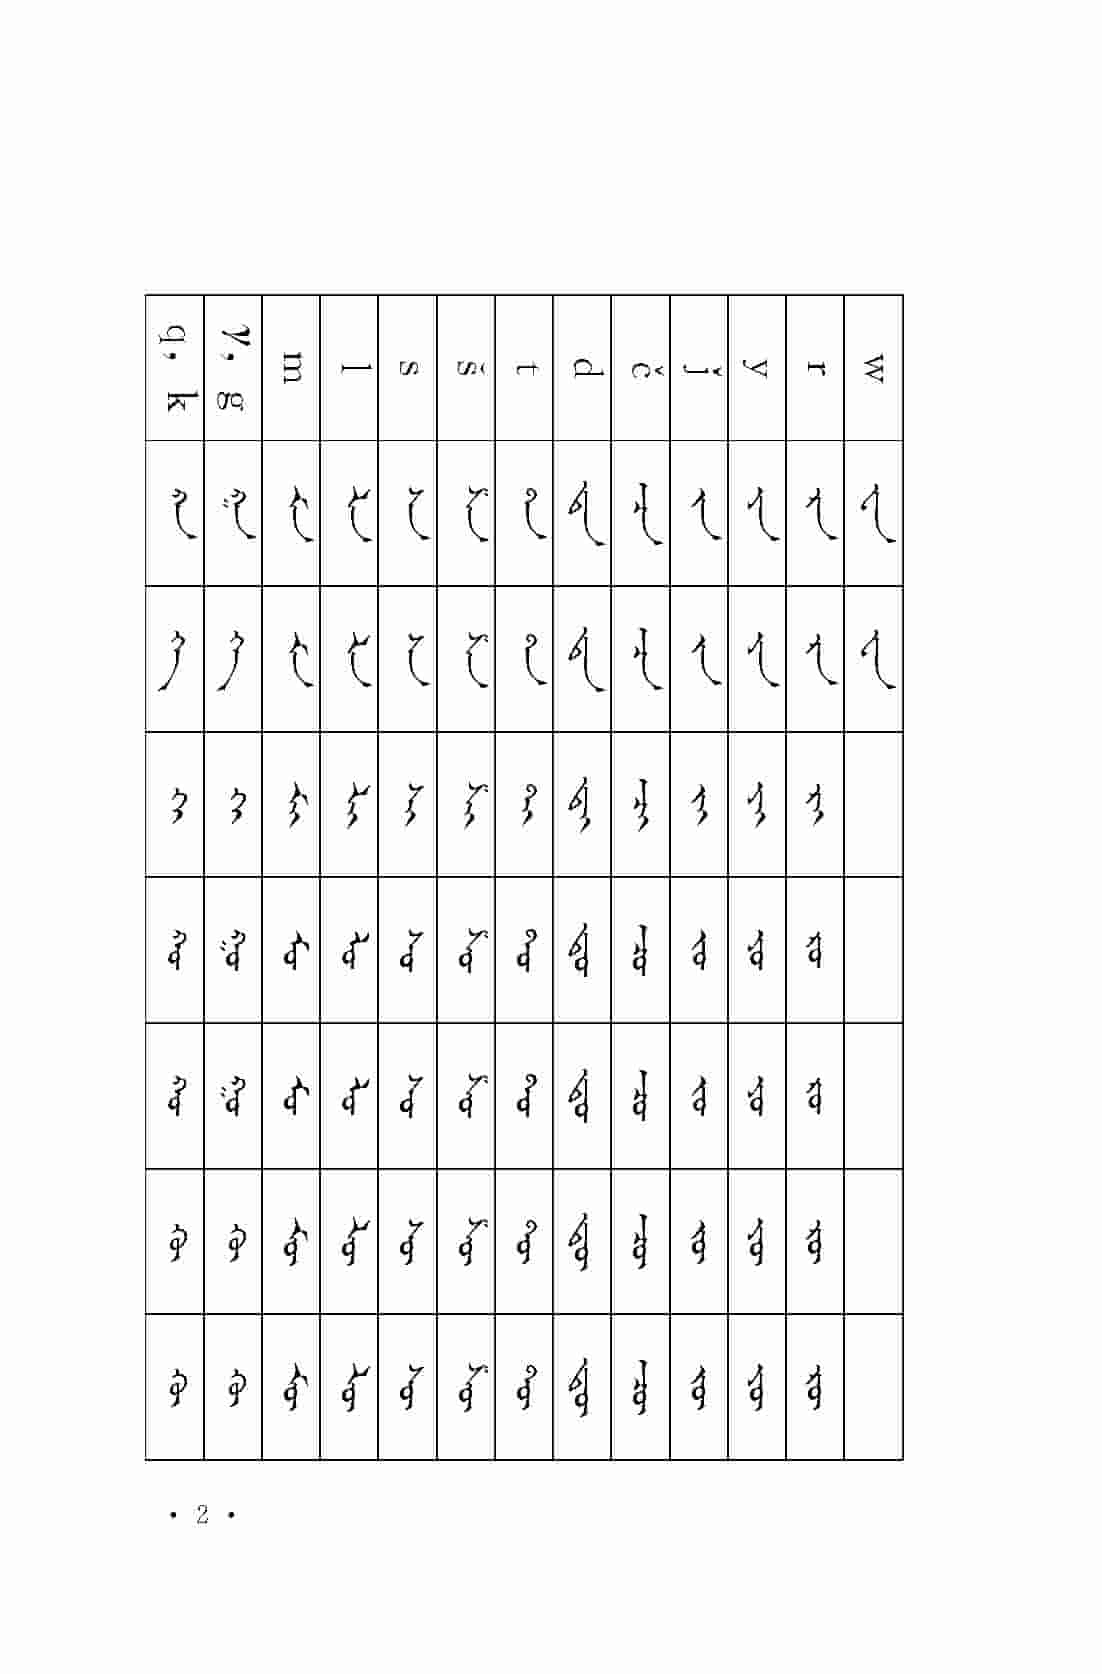 q, k γ, g m l s š t d č ǰ y r w
ᠬᠠ ᠭᠠ ᠮᠠ ᠯᠠ ᠰᠠ ᠱᠠ ᠲᠠ ᠳᠠ ᠴᠠ ᠵᠠ ᠶᠠ ᠷᠠ ᠸᠠ
ᠬᠡ ᠭᠡ ᠮᠡ ᠯᠡ ᠰᠡ ᠱᠡ ᠲᠡ ᠳᠡ ᠴᠡ ᠵᠡ ᠶᠡ ᠷᠡ ᠸᠡ
ᠬᠢ ᠭᠢ ᠮᠢ ᠯᠢ ᠰᠢ ᠱᠢ ᠲᠢ ᠳᠢ ᠴᠢ ᠵᠢ ᠶᠢ ᠷᠢ
ᠬᠣ ᠭᠣ ᠮᠣ ᠯᠣ ᠰᠣ ᠱᠣ ᠲᠣ ᠳᠣ ᠴᠣ ᠵᠣ ᠶᠣ ᠷᠣ
ᠬᠤ ᠭᠤ ᠮᠤ ᠯᠤ ᠰᠤ ᠱᠤ ᠲᠤ ᠳᠤ ᠴᠤ ᠵᠤ ᠶᠤ ᠷᠤ
ᠬᠥ ᠭᠥ ᠮᠥ ᠯᠥ ᠰᠥ ᠱᠥ ᠲᠥ ᠳᠥ ᠴᠥ ᠵᠥ ᠶᠥ ᠷᠥ
ᠬᠦ ᠭᠦ ᠮᠦ ᠯᠦ ᠰᠦ ᠱᠦ ᠲᠦ ᠳᠦ ᠴᠦ ᠵᠦ ᠶᠦ ᠷᠦ
· 2 ·